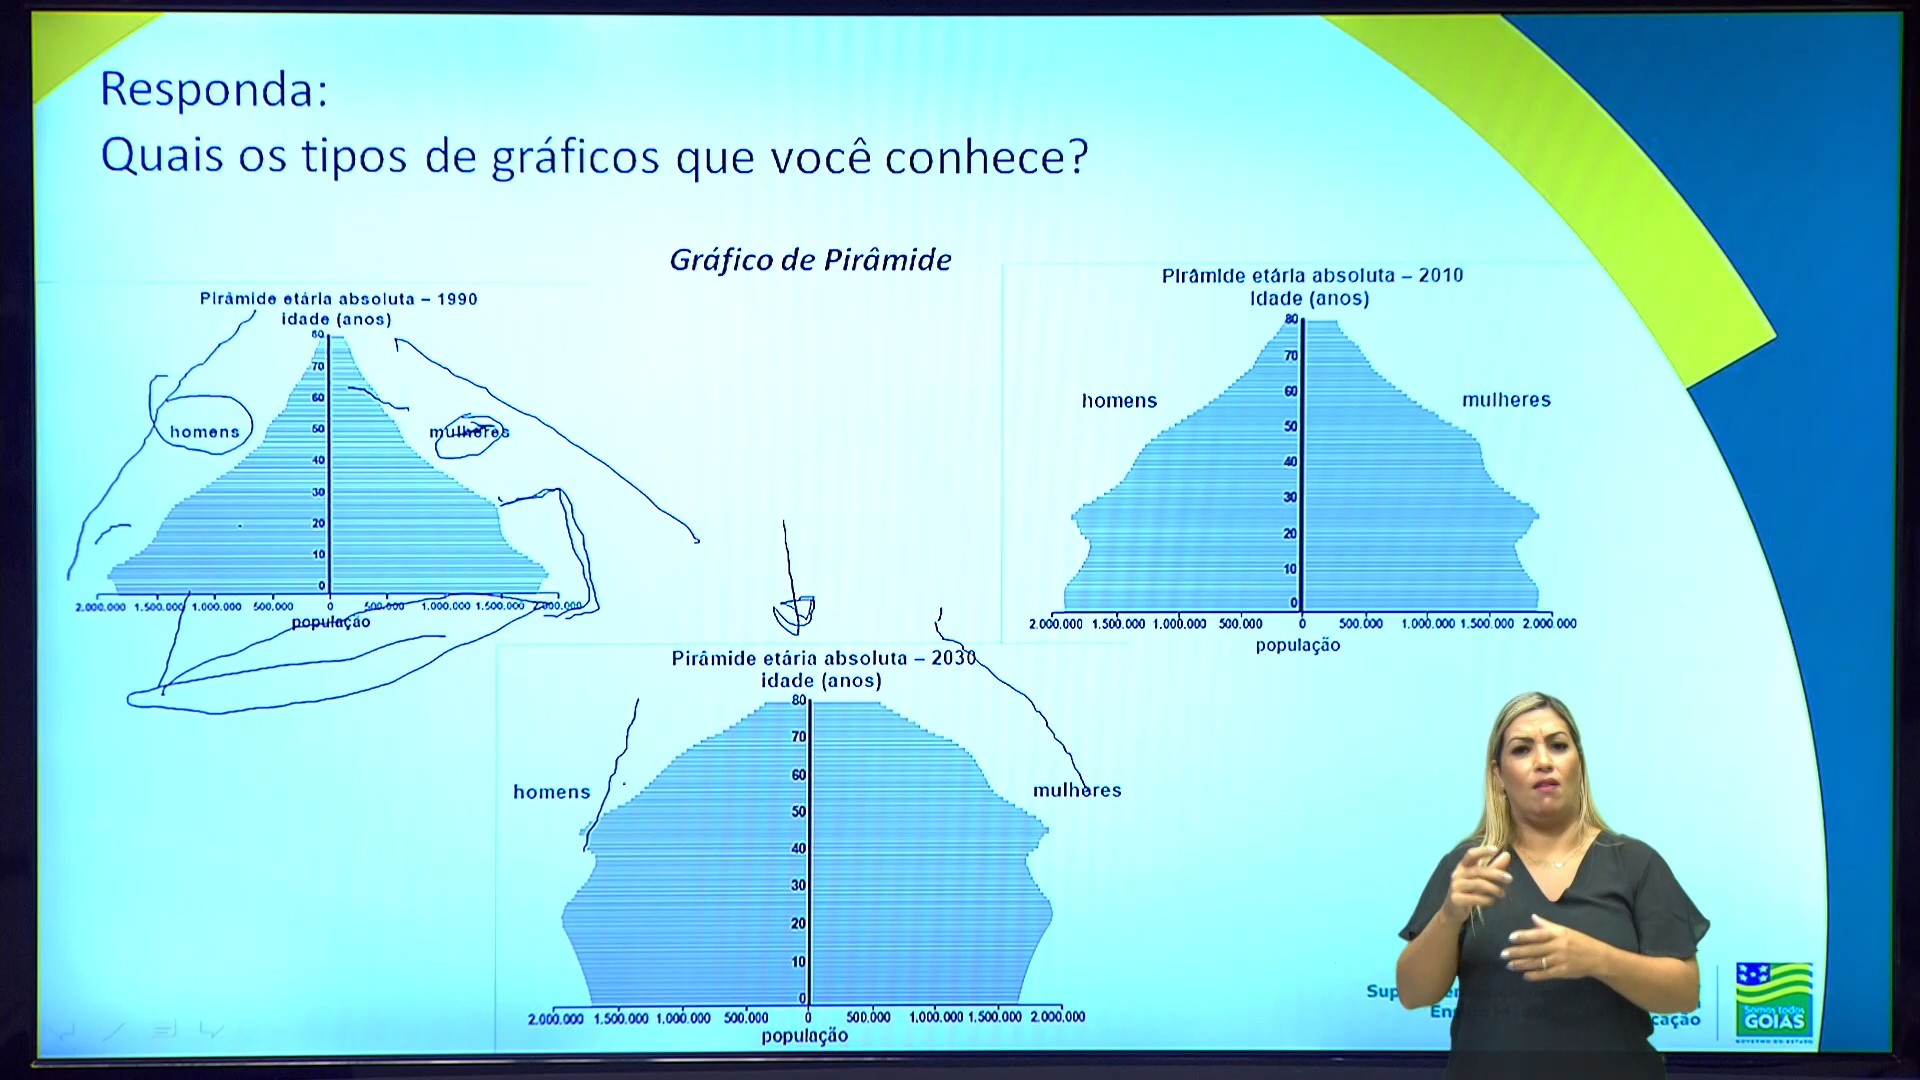 Responda:
Quais os tipos de gráficos que você conhece?
Gráfico de Pirâmide
Pirâmide etária absoluta – 1990
idade (anos)
80
70
60
50
40
30
20
10
0
homens
mulheres
2.000.000 1.500.000 1.000.000 500.000 0 500.000 1.000.000 1.500.000 2.000.000
população
Pirâmide etária absoluta – 2010
Idade (anos)
80
70
60
50
40
30
20
10
0
homens
mulheres
2.000.000 1.500.000 1.000.000 500.000 0 500.000 1.000.000 1.500.000 2.000.000
população
Pirâmide etária absoluta – 2030
idade (anos)
80
70
60
50
40
30
20
10
0
homens
mulheres
2.000.000 1.500.000 1.000.000 500.000 0 500.000 1.000.000 1.500.000 2.000.000
população
Somos todos
GOIÁS
GOVERNO DO ESTADO